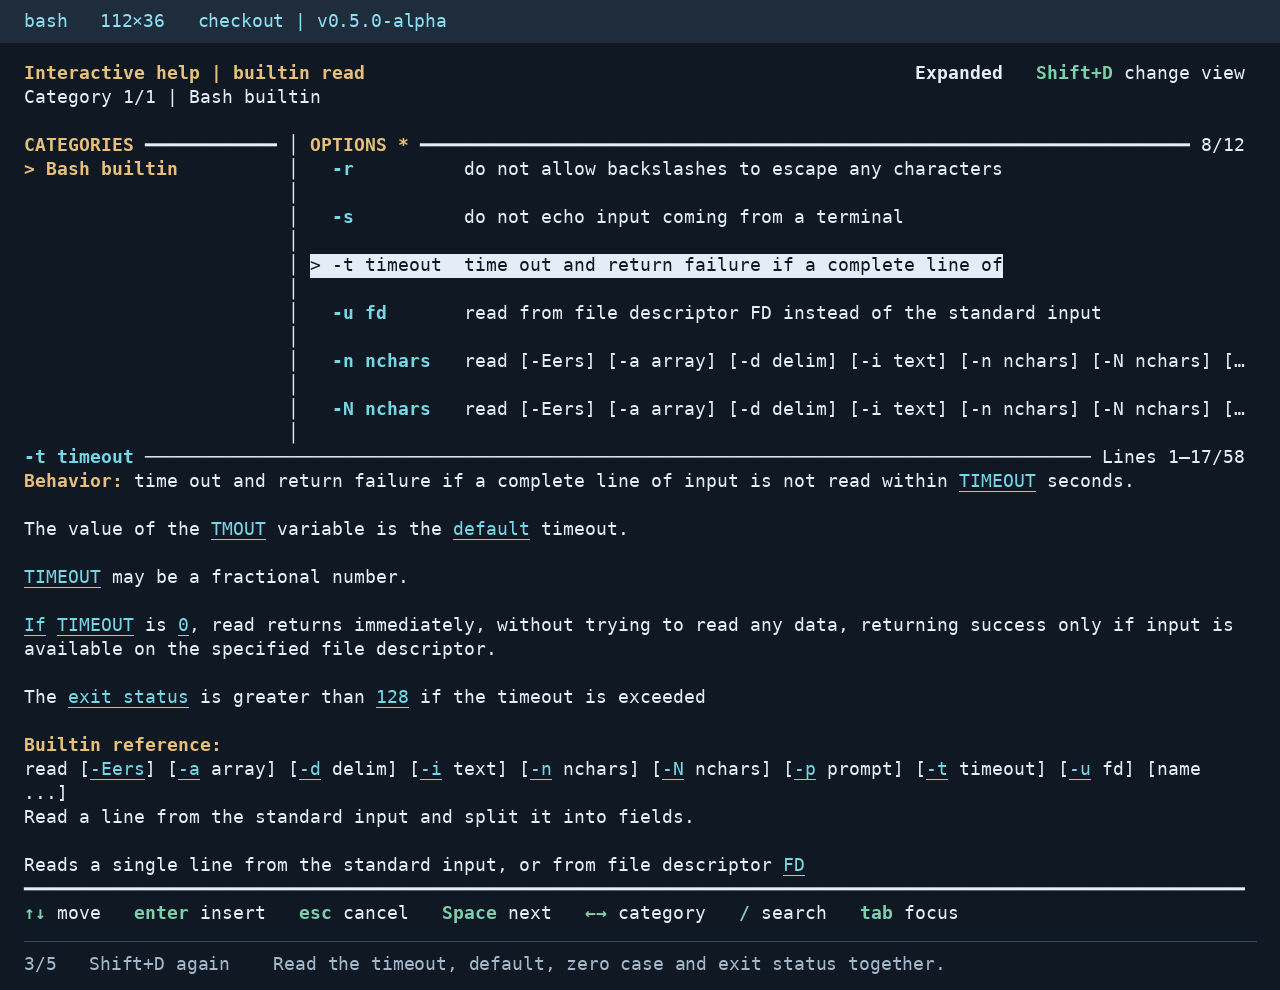 bash   112×36   checkout | v0.5.0-alpha
Interactive help | builtin read   Expanded   Shift+D change view
Category 1/1 | Bash builtin
CATEGORIES   OPTIONS *   8/12
> Bash builtin   -r   do not allow backslashes to escape any characters
-s   do not echo input coming from a terminal
> -t timeout  time out and return failure if a complete line of
-u fd   read from file descriptor FD instead of the standard input
-n nchars   read [-Eers] [-a array] [-d delim] [-i text] [-n nchars] [-N nchars] […
-N nchars   read [-Eers] [-a array] [-d delim] [-i text] [-n nchars] [-N nchars] […
-t timeout   Lines 1–17/58
Behavior: time out and return failure if a complete line of input is not read within TIMEOUT seconds.
The value of the TMOUT variable is the default timeout.
TIMEOUT may be a fractional number.
If TIMEOUT is 0, read returns immediately, without trying to read any data, returning success only if input is
available on the specified file descriptor.
The exit status is greater than 128 if the timeout is exceeded
Builtin reference:
read [-Eers] [-a array] [-d delim] [-i text] [-n nchars] [-N nchars] [-p prompt] [-t timeout] [-u fd] [name
...]
Read a line from the standard input and split it into fields.
Reads a single line from the standard input, or from file descriptor FD
↑↓ move   enter insert   esc cancel   Space next   ←→ category   / search   tab focus
3/5   Shift+D again   Read the timeout, default, zero case and exit status together.